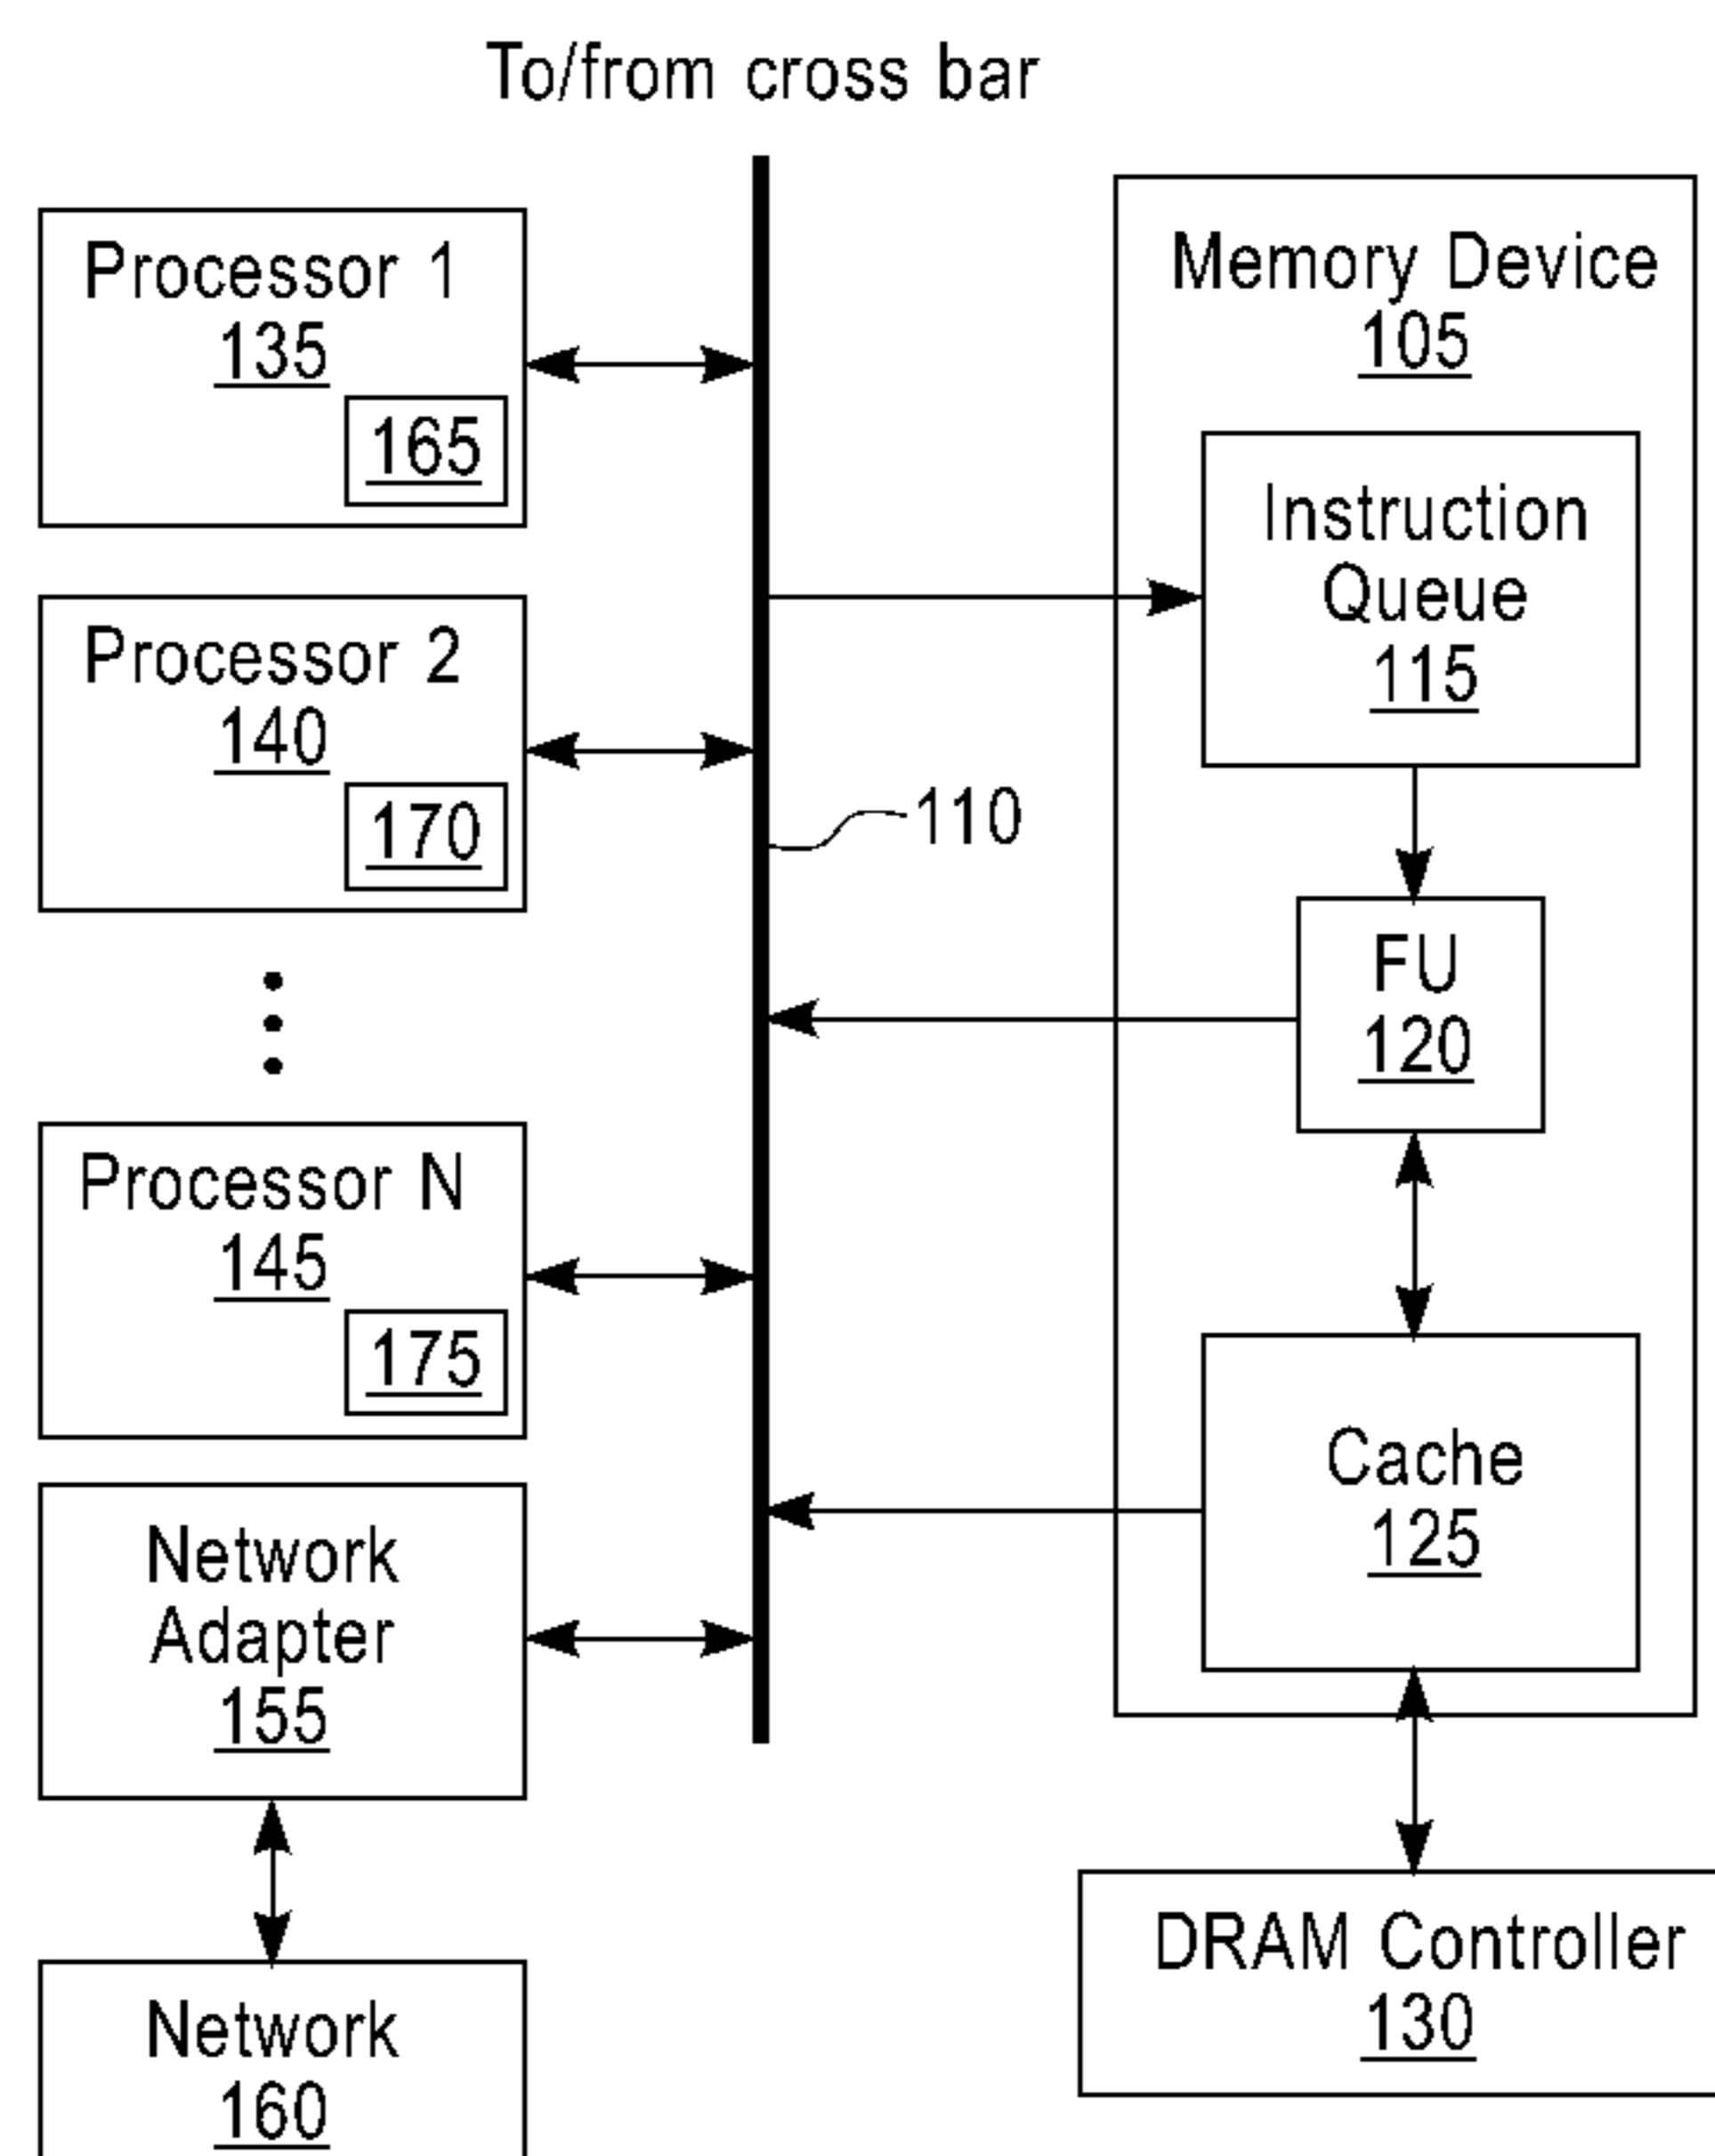 To/from cross bar
Processor 1
135
165
Processor 2
140
170
Processor N
145
175
Network
Adapter
155
Network
160
110
Memory Device
105
Instruction
Queue
115
FU
120
Cache
125
DRAM Controller
130